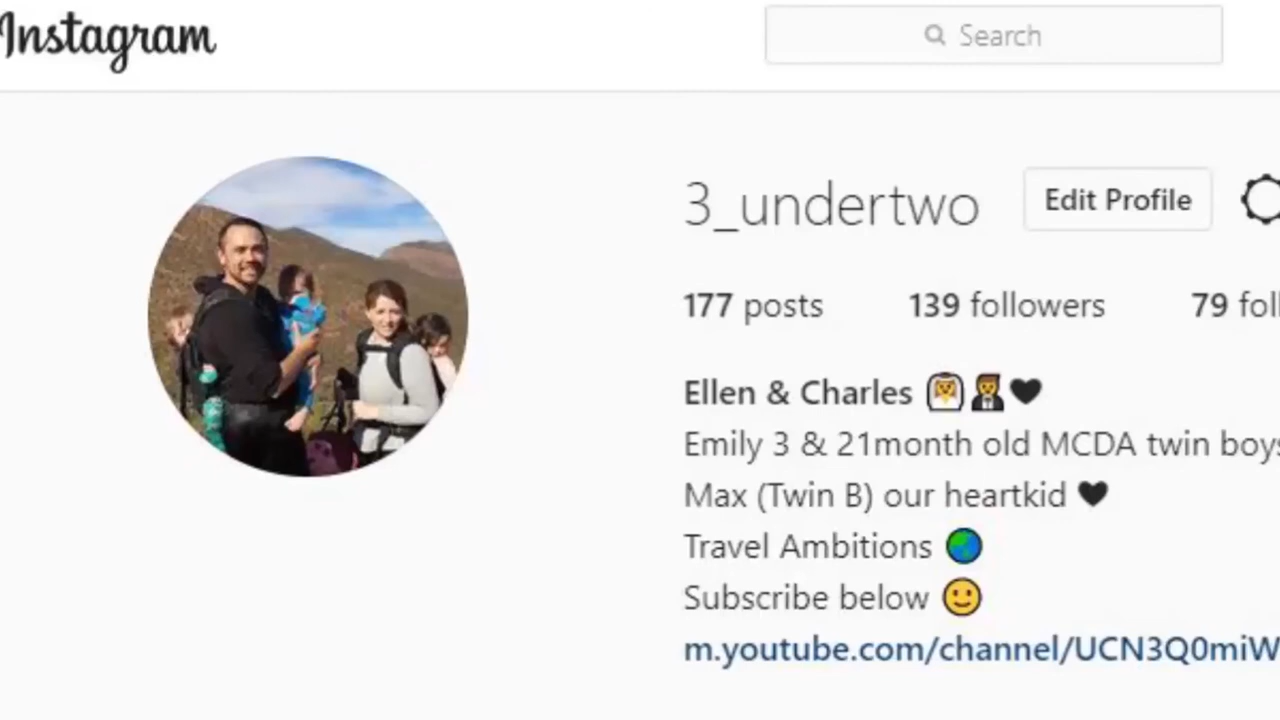 Instagram
Search
3_undertwo Edit Profile
177 posts 139 followers 79
Ellen & Charles 👰🤵🖤
Emily 3 & 21month old MCDA twin boys
Max (Twin B) our heartkid 🖤
Travel Ambitions 🌏
Subscribe below 🙂
m.youtube.com/channel/UCN3Q0miW